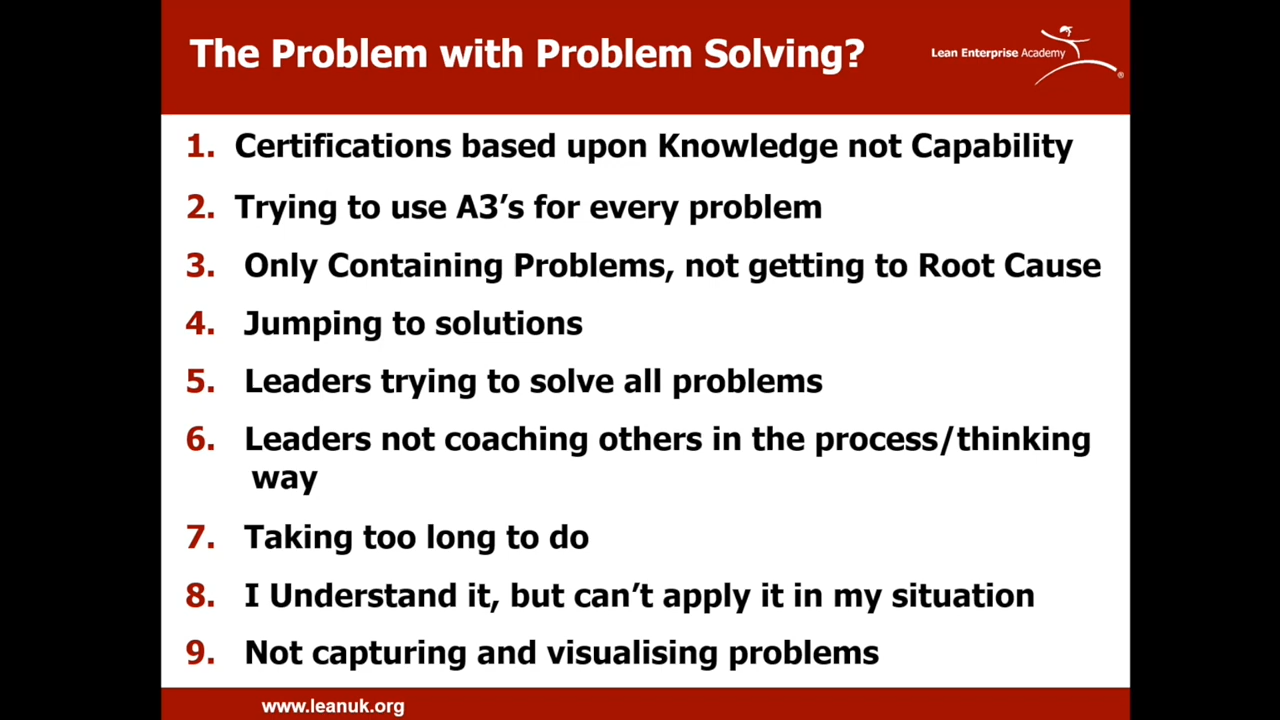 The Problem with Problem Solving?
Lean Enterprise Academy
®
1. Certifications based upon Knowledge not Capability
2. Trying to use A3’s for every problem
3. Only Containing Problems, not getting to Root Cause
4. Jumping to solutions
5. Leaders trying to solve all problems
6. Leaders not coaching others in the process/thinking
way
7. Taking too long to do
8. I Understand it, but can’t apply it in my situation
9. Not capturing and visualising problems
www.leanuk.org